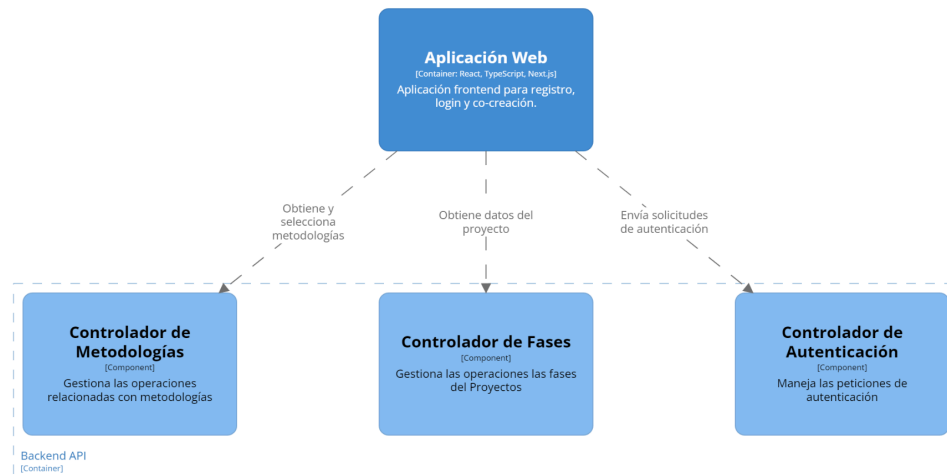 Aplicación Web
[Container: React, TypeScript, Next.js]
Aplicación frontend para registro,
login y co-creación.
Obtiene y
selecciona
metodologías
Obtiene datos del
proyecto
Envía solicitudes
de autenticación
Controlador de
Metodologías
[Component]
Gestiona las operaciones
relacionadas con metodologías
Controlador de Fases
[Component]
Gestiona las operaciones las fases
del Proyectos
Controlador de
Autenticación
[Component]
Maneja las peticiones de
autenticación
Backend API
[Container]